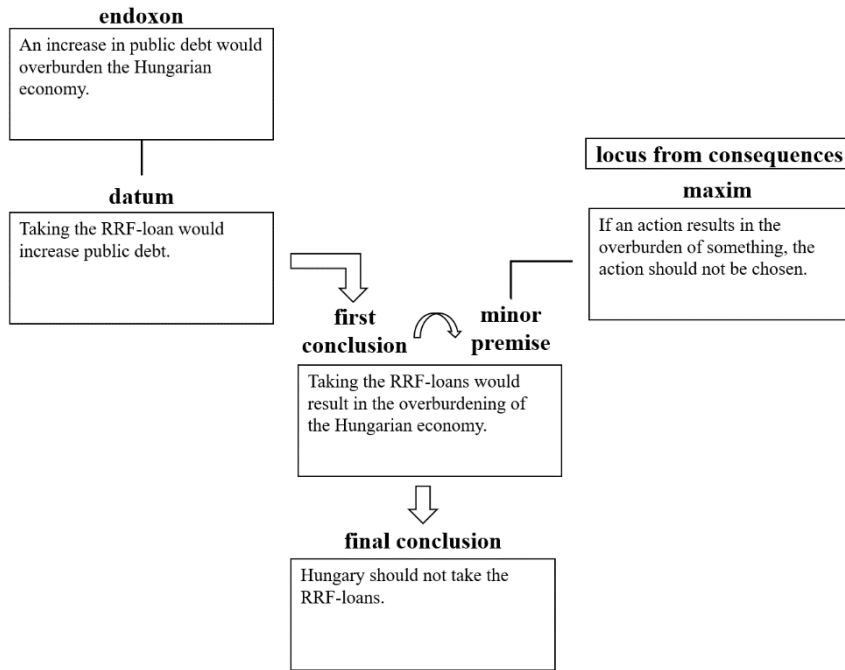 endoxon
An increase in public debt would
overburden the Hungarian
economy.
locus from consequences
datum
maxim
Taking the RRF-loan would
increase public debt.
If an action results in the
overburden of something, the
action should not be chosen.
first
conclusion
minor
premise
Taking the RRF-loans would
result in the overburdening of
the Hungarian economy.
final conclusion
Hungary should not take the
RRF-loans.